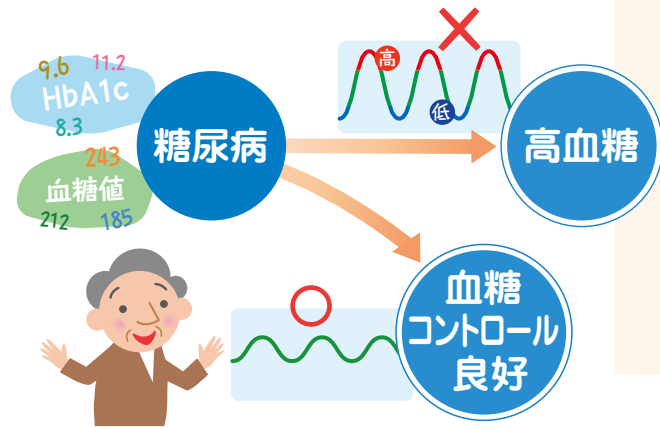 9.6 11.2
HbA1c
8.3
243
血糖値
212 185
糖尿病
高
低
高血糖
血糖
コントロール
良好